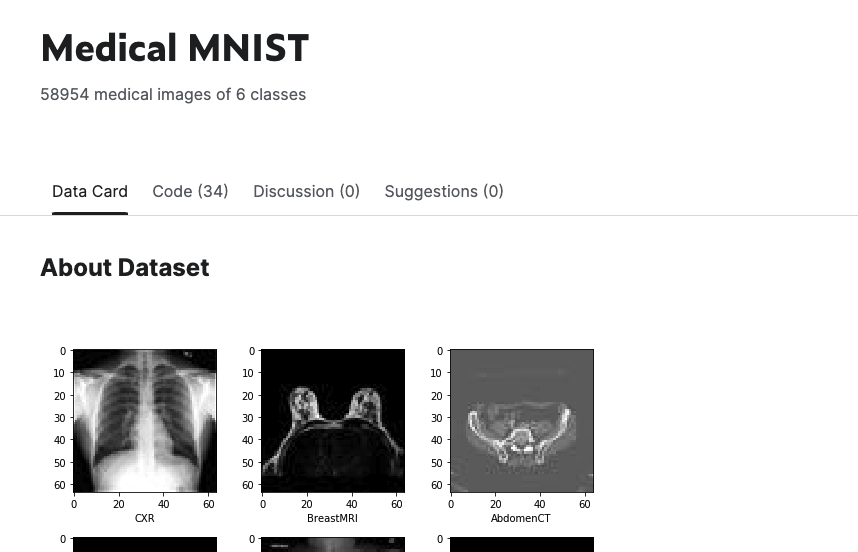 Medical MNIST
58954 medical images of 6 classes
Data Card Code (34) Discussion (0) Suggestions (0)
About Dataset
0 0 0
10 10 10
20 20 20
30 30 30
40 40 40
50 50 50
60 60 60
0 20 40 60 0 20 40 60 0 20 40 60
CXR BreastMRI AbdomenCT
0 0 0